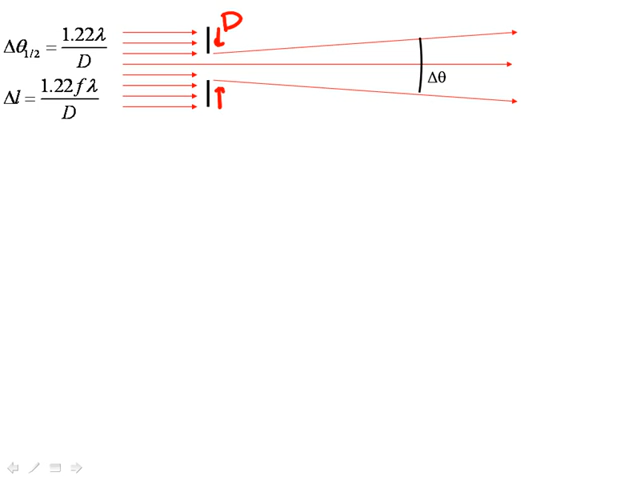 Δθ1/2 = 1.22λ/D
Δl = 1.22fλ/D
D
Δθ